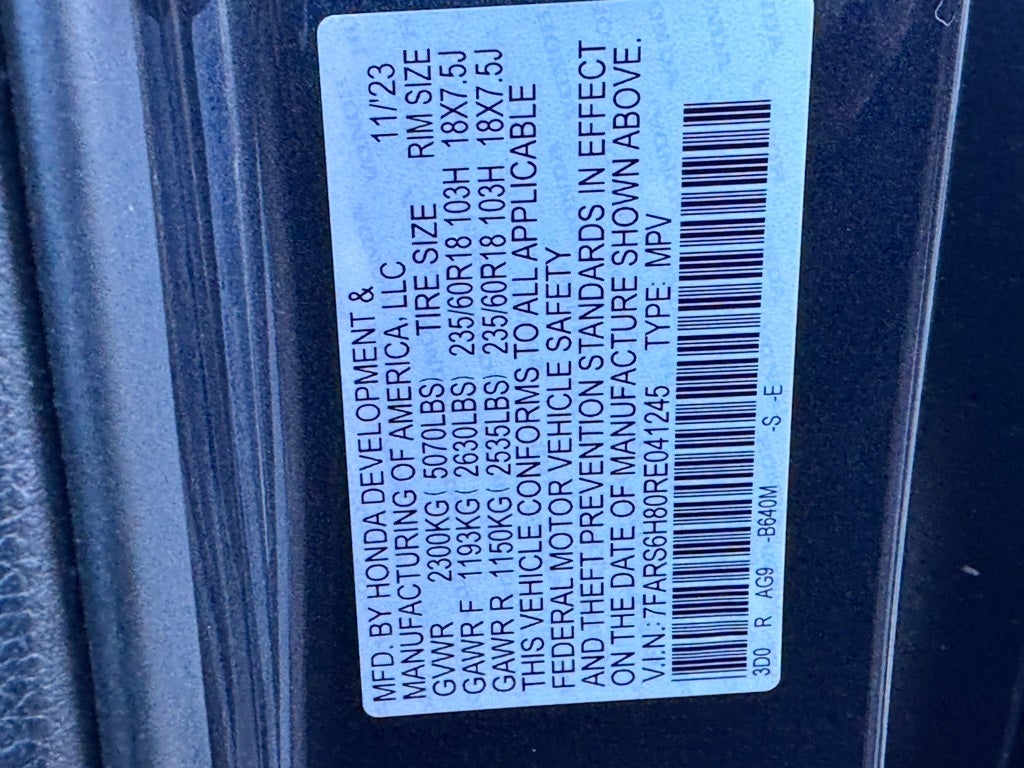 MFD. BY HONDA DEVELOPMENT &
MANUFACTURING OF AMERICA, LLC 11/'23
GVWR 2300KG( 5070LBS) TIRE SIZE RIM SIZE
GAWR F 1193KG( 2630LBS) 235/60R18 103H 18X7.5J
GAWR R 1150KG( 2535LBS) 235/60R18 103H 18X7.5J
THIS VEHICLE CONFORMS TO ALL APPLICABLE
FEDERAL MOTOR VEHICLE SAFETY
AND THEFT PREVENTION STANDARDS IN EFFECT
ON THE DATE OF MANUFACTURE SHOWN ABOVE.
V.I.N: 7FARS6H80RE041245 TYPE: MPV
3D0 R AG9 -B640M -S -E